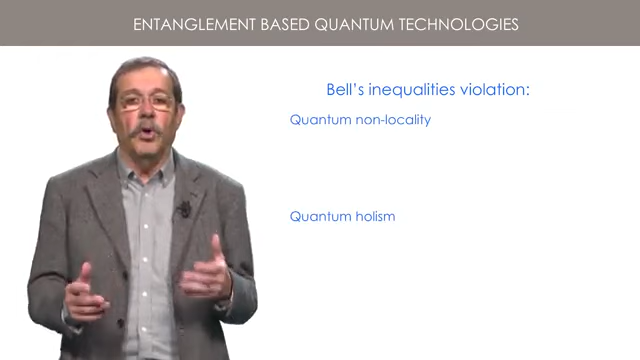 ENTANGLEMENT BASED QUANTUM TECHNOLOGIES
Bell's inequalities violation:
Quantum non-locality
Quantum holism